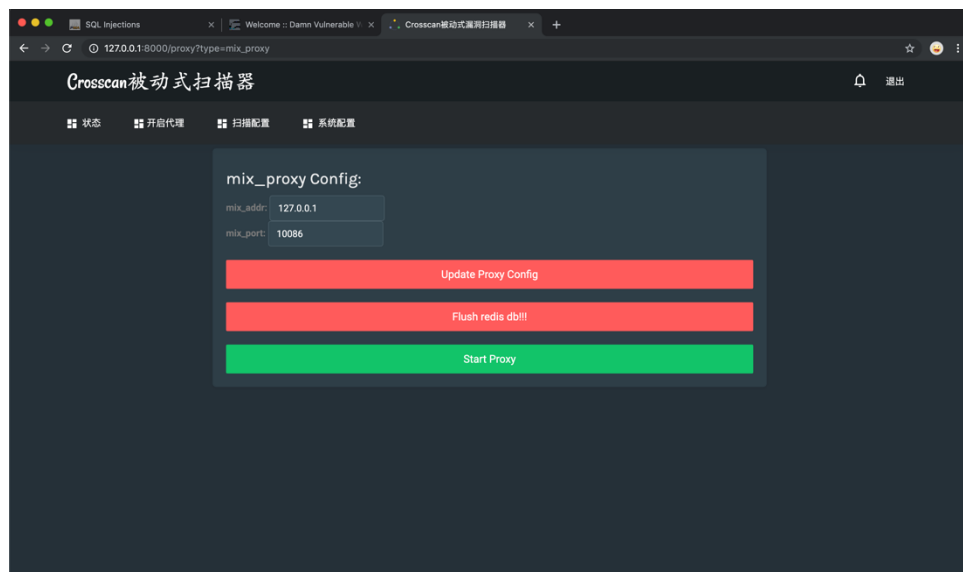 SQL Injections
Welcome :: Damn Vulnerable W
Crosscan被动式漏洞扫描器
127.0.0.1:8000/proxy?type=mix_proxy
Crosscan被动式扫描器
退出
状态
开启代理
扫描配置
系统配置
mix_proxy Config:
mix_addr: 127.0.0.1
mix_port: 10086
Update Proxy Config
Flush redis db!!!
Start Proxy